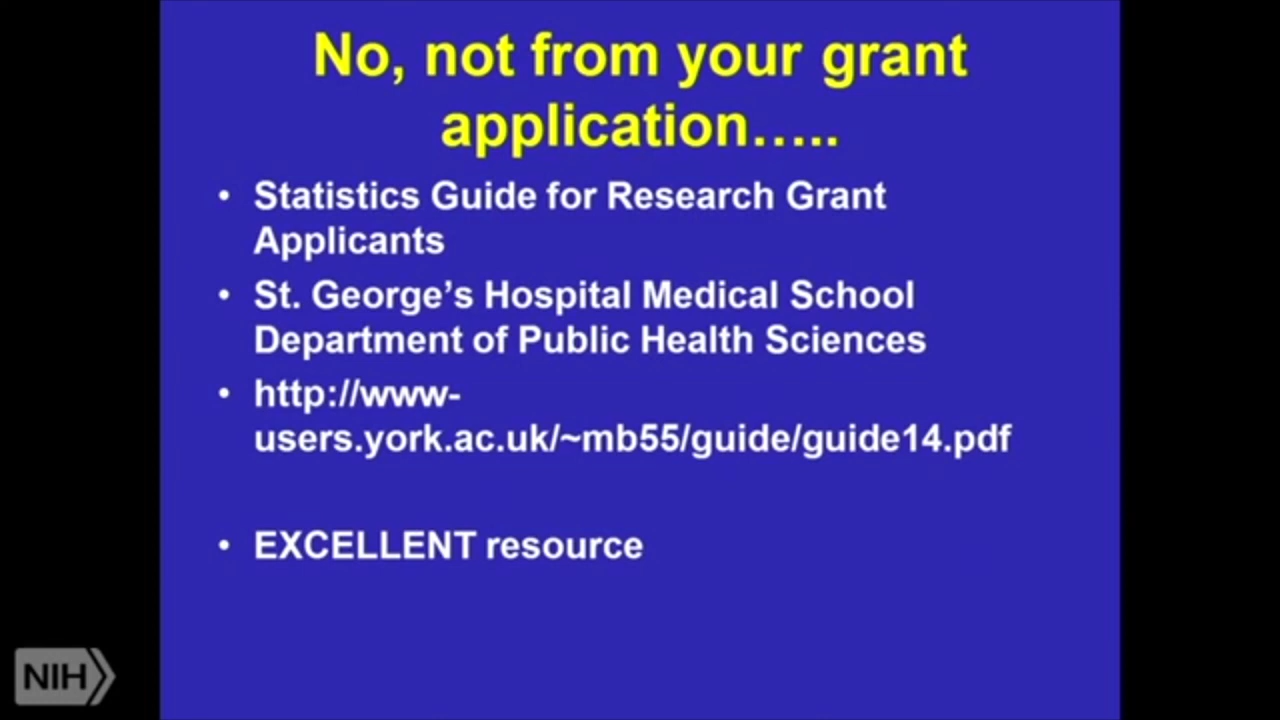 No, not from your grant
application…..
• Statistics Guide for Research Grant
Applicants
• St. George’s Hospital Medical School
Department of Public Health Sciences
• http://www-
users.york.ac.uk/~mb55/guide/guide14.pdf
• EXCELLENT resource
NIH